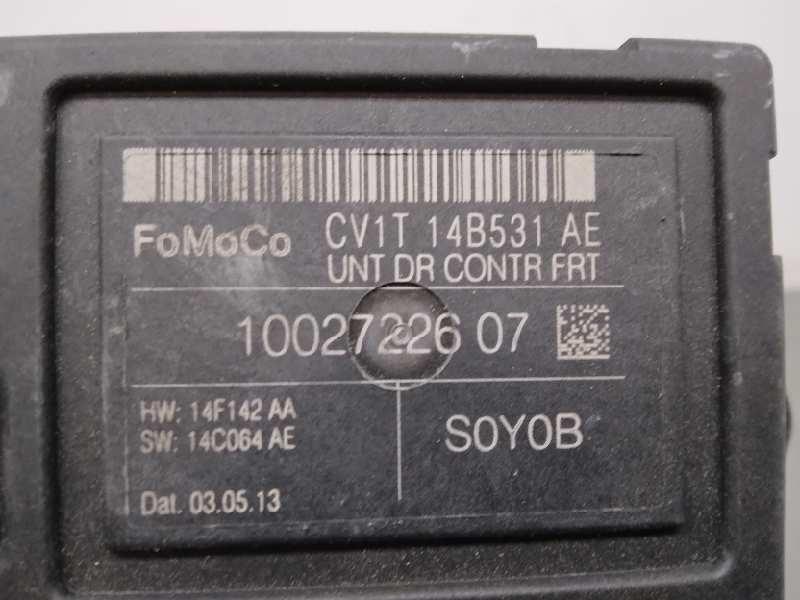 FoMoCo CV1T 14B531 AE
UNT DR CONTR FRT
10027226 07
HW: 14F142 AA
SW: 14C064 AE
S0Y0B
Dat. 03.05.13